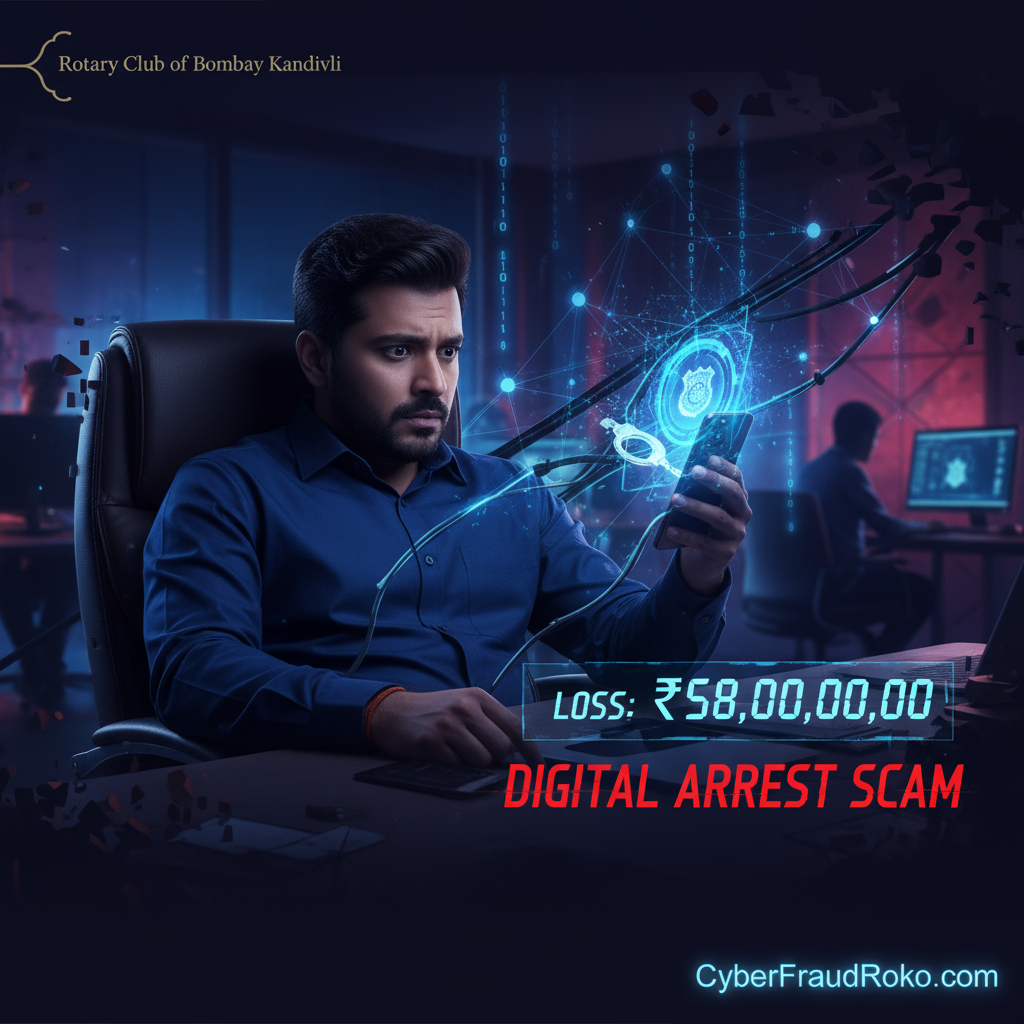 Rotary Club of Bombay Kandivli
LOSS: ₹58,00,00,00
DIGITAL ARREST SCAM
CyberFraudRoko.com